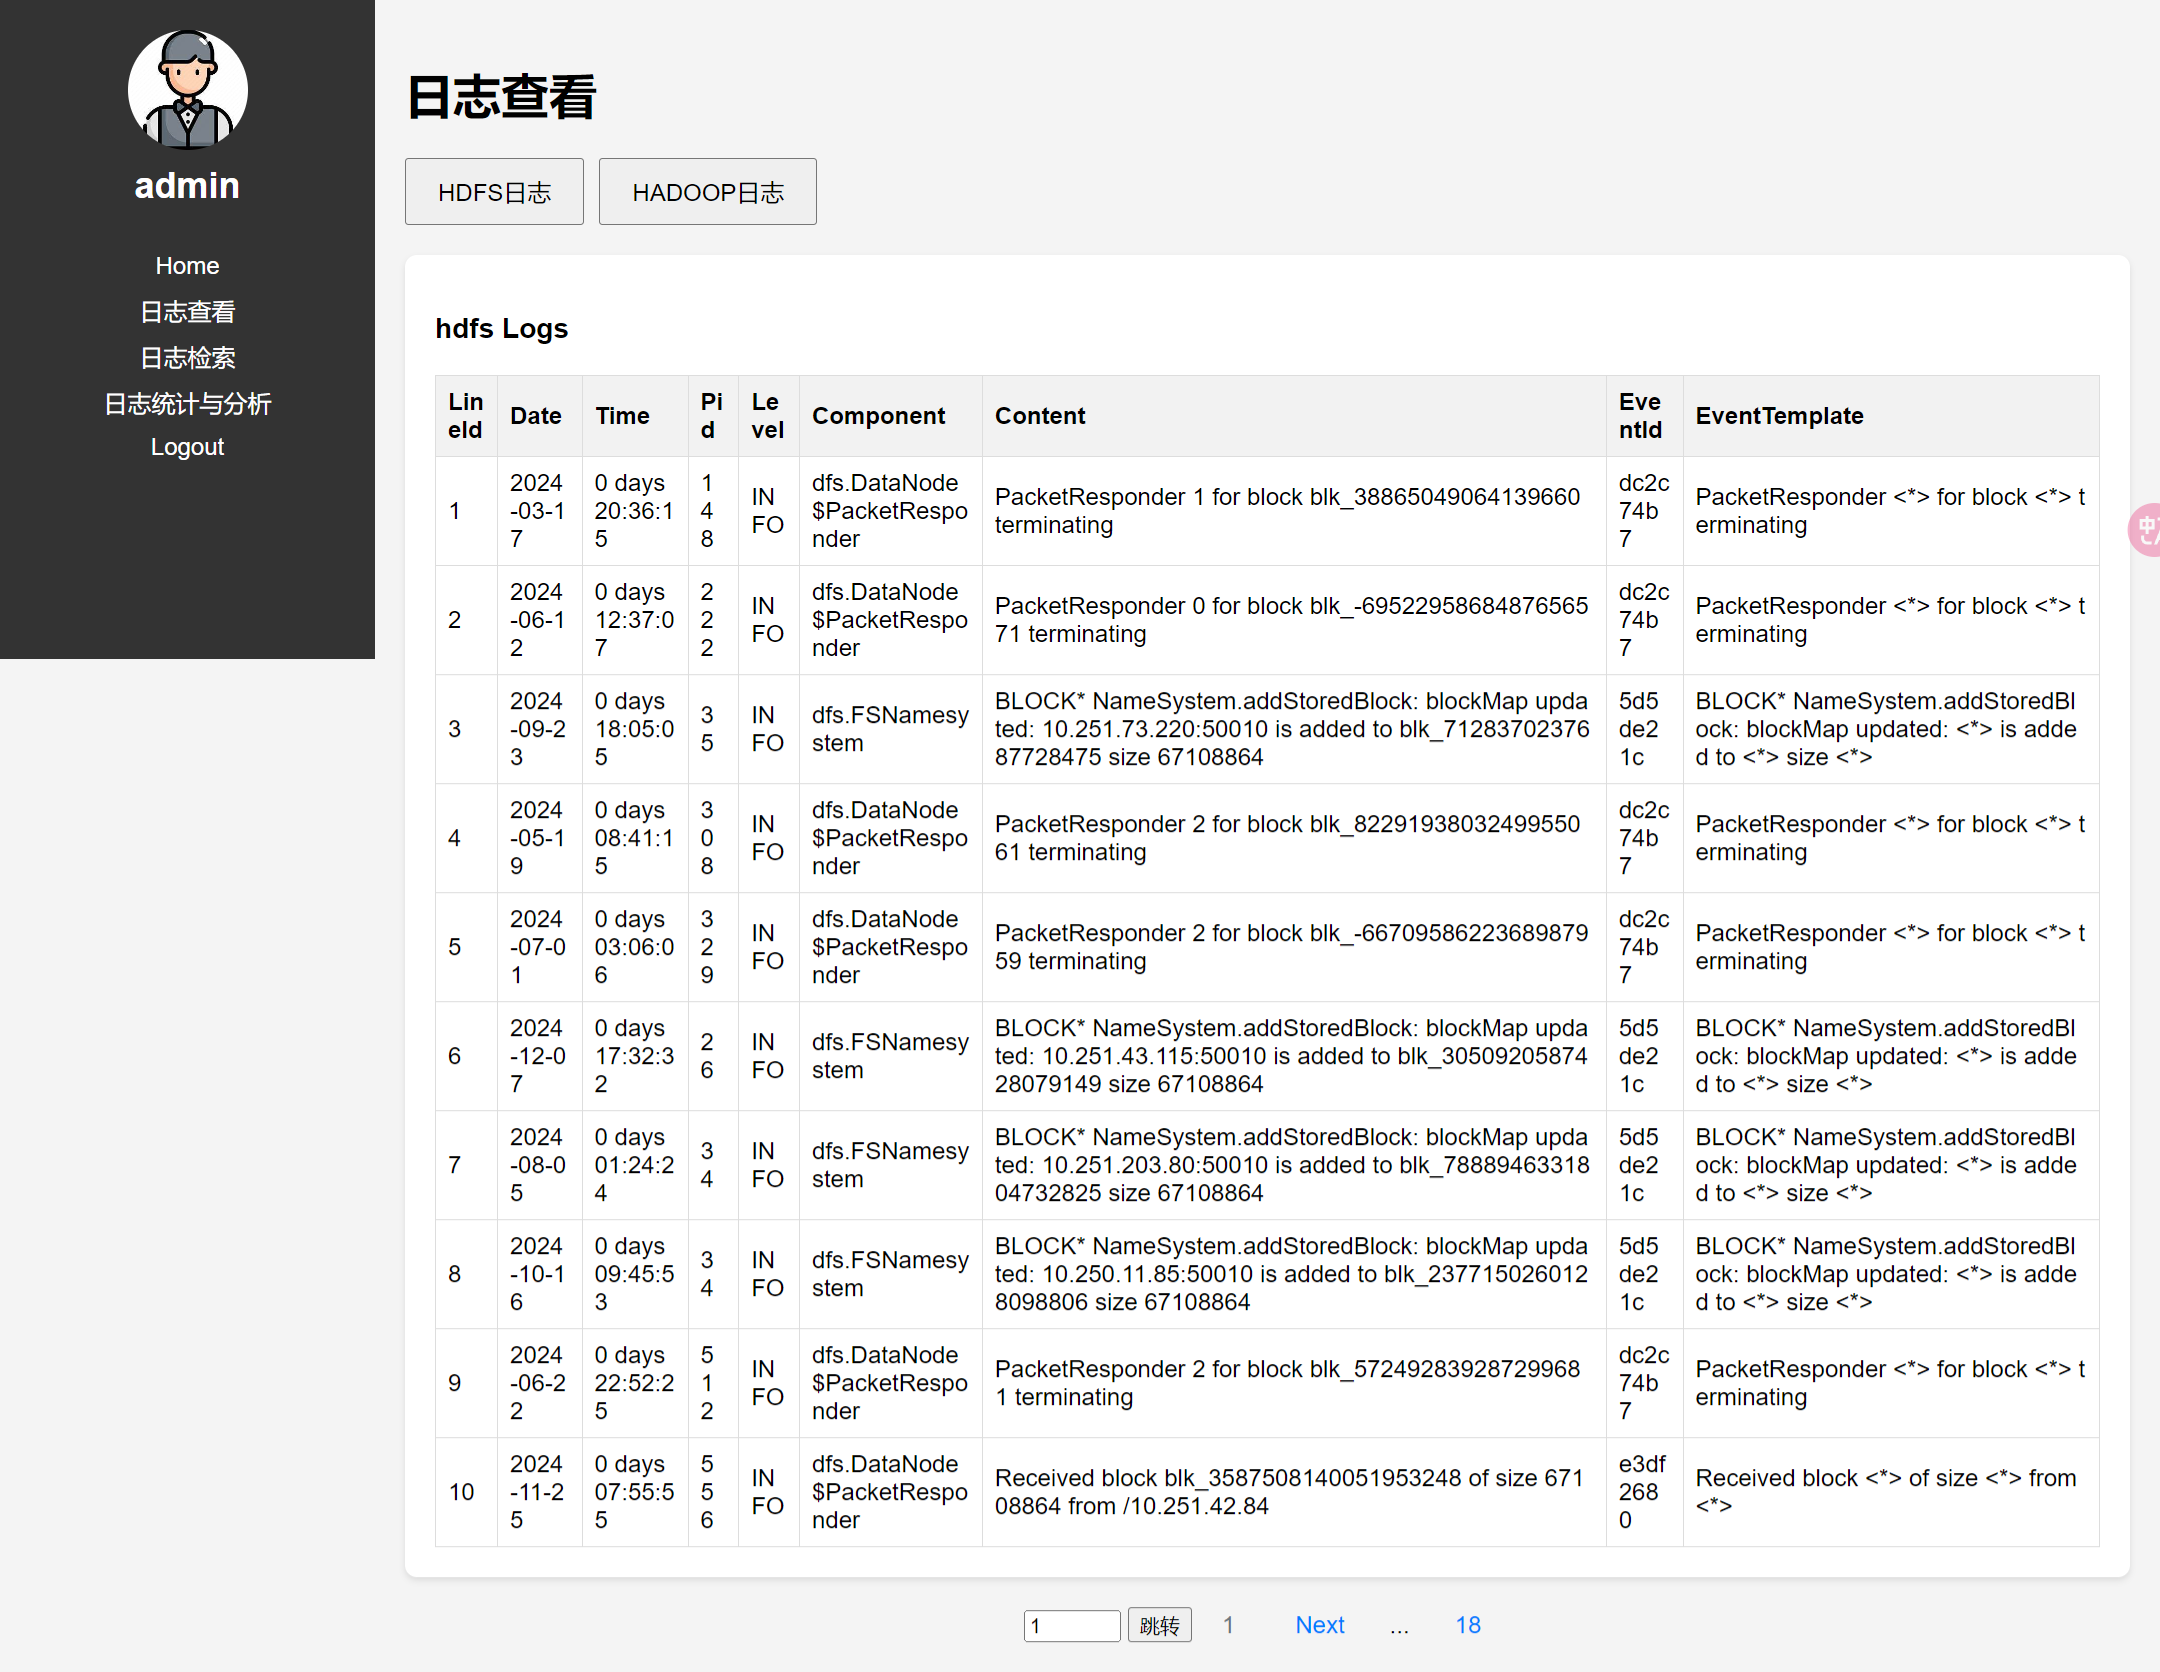 admin
Home
日志查看
日志检索
日志统计与分析
Logout
日志查看
HDFS日志 HADOOP日志
hdfs Logs
LineId Date Time Pid Level Component Content EventId EventTemplate
1 2024-03-17 0 days 20:36:15 148 INFO dfs.DataNode$PacketResponder PacketResponder 1 for block blk_38865049064139660 terminating dc2c74b7 PacketResponder <*> for block <*> terminating
2 2024-06-12 0 days 12:37:07 222 INFO dfs.DataNode$PacketResponder PacketResponder 0 for block blk_-6952295868487656571 terminating dc2c74b7 PacketResponder <*> for block <*> terminating
3 2024-09-23 0 days 18:05:05 35 INFO dfs.FSNamesystem BLOCK* NameSystem.addStoredBlock: blockMap updated: 10.251.73.220:50010 is added to blk_7128370237687728475 size 67108864 5d5de21c BLOCK* NameSystem.addStoredBlock: blockMap updated: <*> is added to <*> size <*>
4 2024-05-19 0 days 08:41:15 308 INFO dfs.DataNode$PacketResponder PacketResponder 2 for block blk_8229193803249955061 terminating dc2c74b7 PacketResponder <*> for block <*> terminating
5 2024-07-01 0 days 03:06:06 329 INFO dfs.DataNode$PacketResponder PacketResponder 2 for block blk_-6670958622368987959 terminating dc2c74b7 PacketResponder <*> for block <*> terminating
6 2024-12-07 0 days 17:32:32 26 INFO dfs.FSNamesystem BLOCK* NameSystem.addStoredBlock: blockMap updated: 10.251.43.115:50010 is added to blk_3050920587428079149 size 67108864 5d5de21c BLOCK* NameSystem.addStoredBlock: blockMap updated: <*> is added to <*> size <*>
7 2024-08-05 0 days 01:24:24 34 INFO dfs.FSNamesystem BLOCK* NameSystem.addStoredBlock: blockMap updated: 10.251.203.80:50010 is added to blk_7888946331804732825 size 67108864 5d5de21c BLOCK* NameSystem.addStoredBlock: blockMap updated: <*> is added to <*> size <*>
8 2024-10-16 0 days 09:45:53 34 INFO dfs.FSNamesystem BLOCK* NameSystem.addStoredBlock: blockMap updated: 10.250.11.85:50010 is added to blk_2377150260128098806 size 67108864 5d5de21c BLOCK* NameSystem.addStoredBlock: blockMap updated: <*> is added to <*> size <*>
9 2024-06-22 0 days 22:52:25 512 INFO dfs.DataNode$PacketResponder PacketResponder 2 for block blk_572492839287299681 terminating dc2c74b7 PacketResponder <*> for block <*> terminating
10 2024-11-25 0 days 07:55:55 556 INFO dfs.DataNode$PacketResponder Received block blk_3587508140051953248 of size 67108864 from /10.251.42.84 e3df2680 Received block <*> of size <*> from <*>
1 跳转 1 Next ... 18